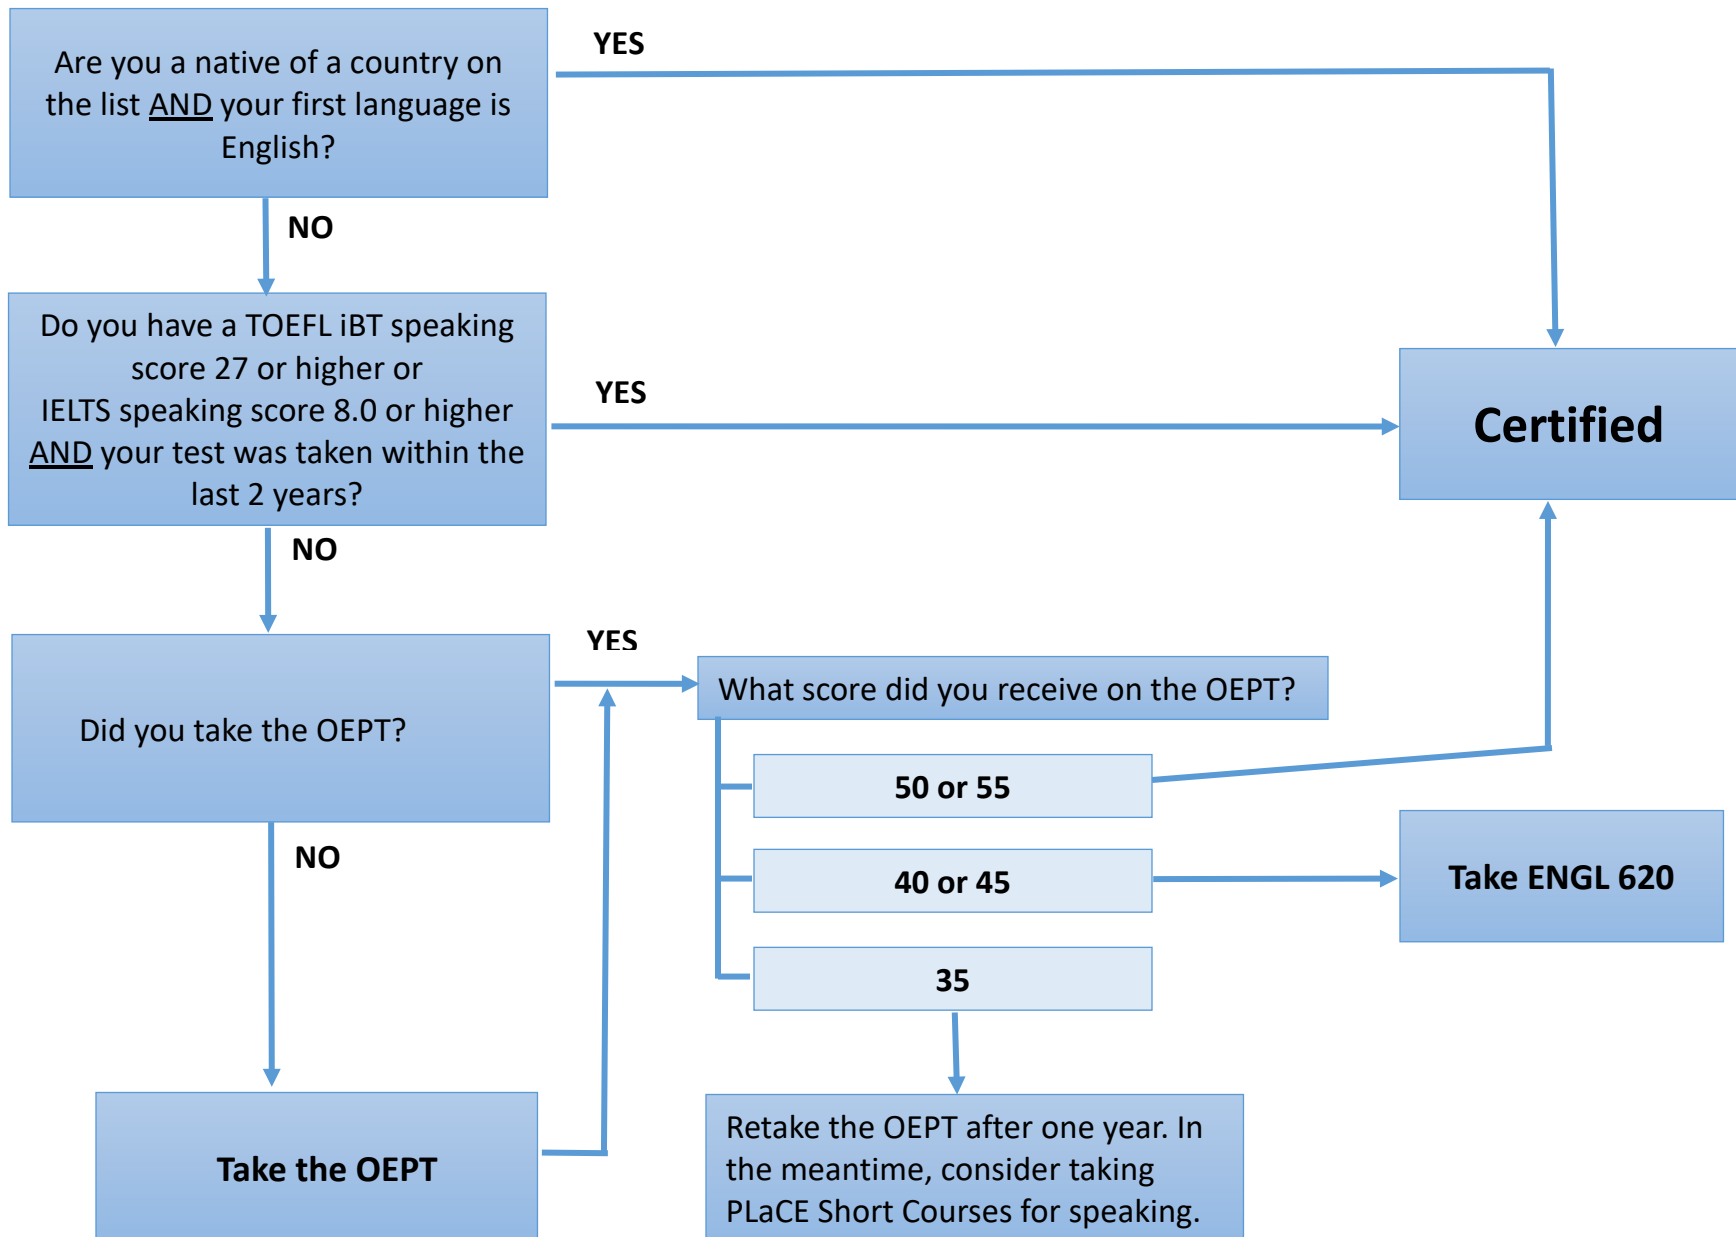 Are you a native of a country on
the list AND your first language is
English?
YES
NO
Do you have a TOEFL iBT speaking
score 27 or higher or
IELTS speaking score 8.0 or higher
AND your test was taken within the
last 2 years?
YES
Certified
NO
Did you take the OEPT?
YES
What score did you receive on the OEPT?
50 or 55
40 or 45
Take ENGL 620
35
NO
Take the OEPT
Retake the OEPT after one year. In
the meantime, consider taking
PLaCE Short Courses for speaking.